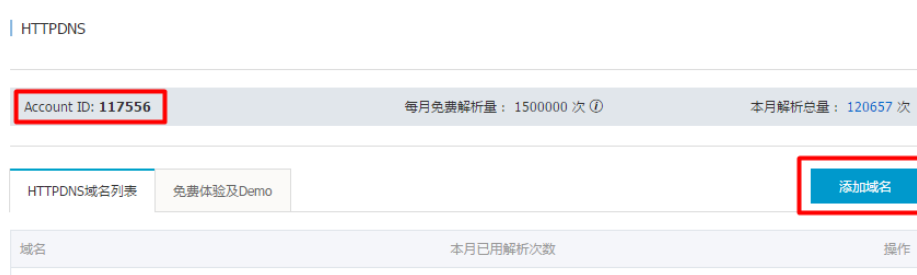 HTTPDNS
Account ID: 117556 每月免费解析量： 1500000 次 本月解析总量： 120657 次
HTTPDNS域名列表 免费体验及Demo 添加域名
域名 本月已用解析次数 操作